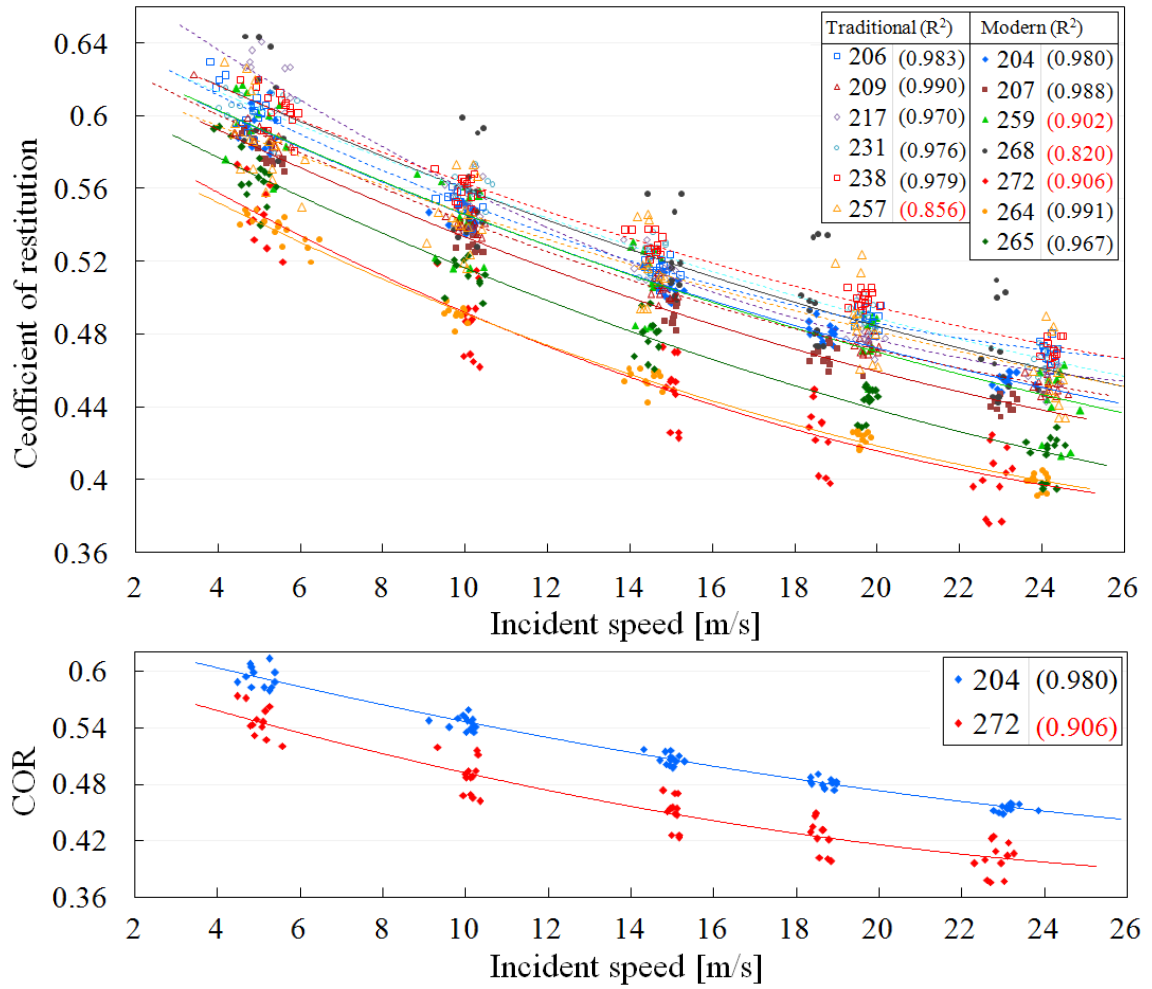 0.64
0.6
0.56
0.52
0.48
0.44
0.4
0.36
Ceofficient of restitution
Traditional (R²) Modern (R²)
206 (0.983) 204 (0.980)
209 (0.990) 207 (0.988)
217 (0.970) 259 (0.902)
231 (0.976) 268 (0.820)
238 (0.979) 272 (0.906)
257 (0.856) 264 (0.991)
265 (0.967)
2 4 6 8 10 12 14 16 18 20 22 24 26
Incident speed [m/s]
0.6
0.54
0.48
0.42
0.36
COR
204 (0.980)
272 (0.906)
2 4 6 8 10 12 14 16 18 20 22 24 26
Incident speed [m/s]